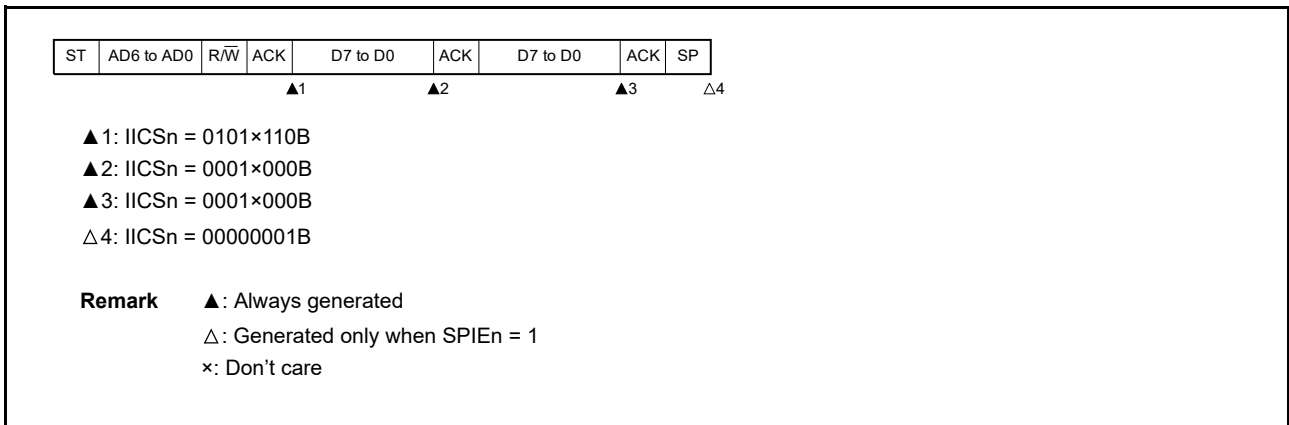 ST AD6 to AD0 R/W̅ ACK D7 to D0 ACK D7 to D0 ACK SP
▲1 ▲2 ▲3 △4
▲1: IICSn = 0101×110B
▲2: IICSn = 0001×000B
▲3: IICSn = 0001×000B
△4: IICSn = 00000001B
Remark ▲: Always generated
△: Generated only when SPIEn = 1
×: Don’t care